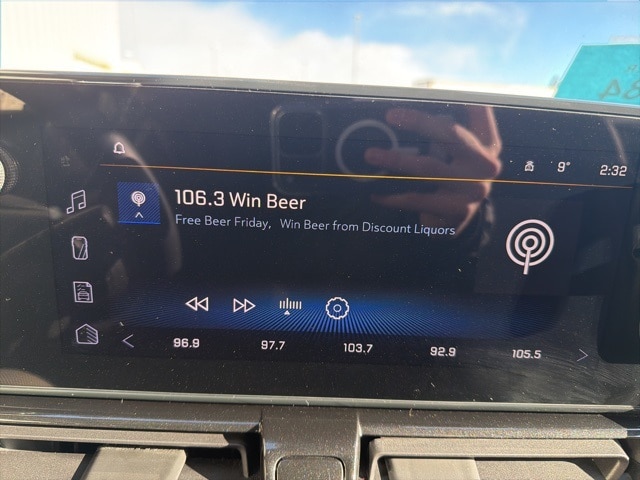 9° 2:32
106.3 Win Beer
Free Beer Friday, Win Beer from Discount Liquors
96.9 97.7 103.7 92.9 105.5